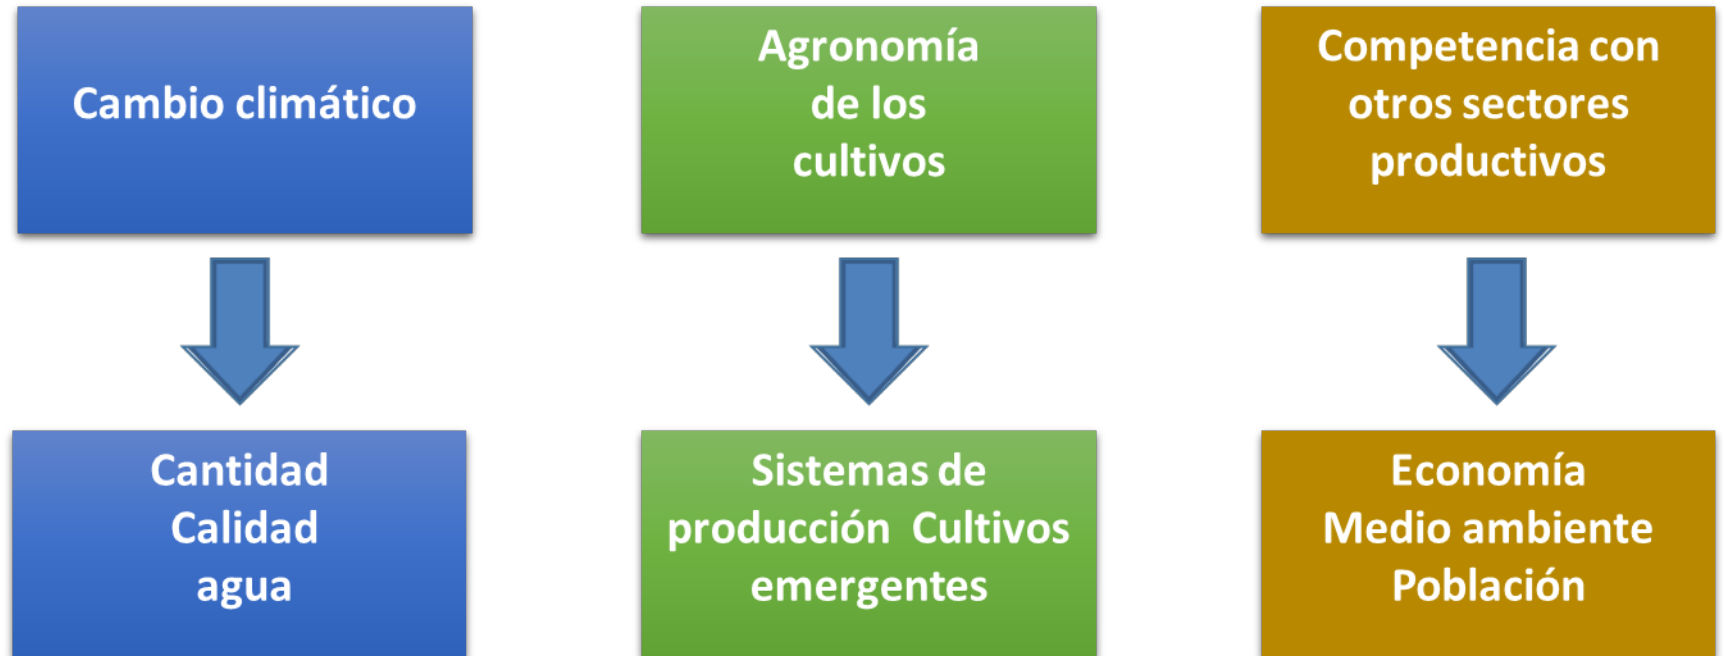 Cambio climático
Agronomía
de los
cultivos
Competencia con
otros sectores
productivos
Cantidad
Calidad
agua
Sistemas de
producción  Cultivos
emergentes
Economía
Medio ambiente
Población